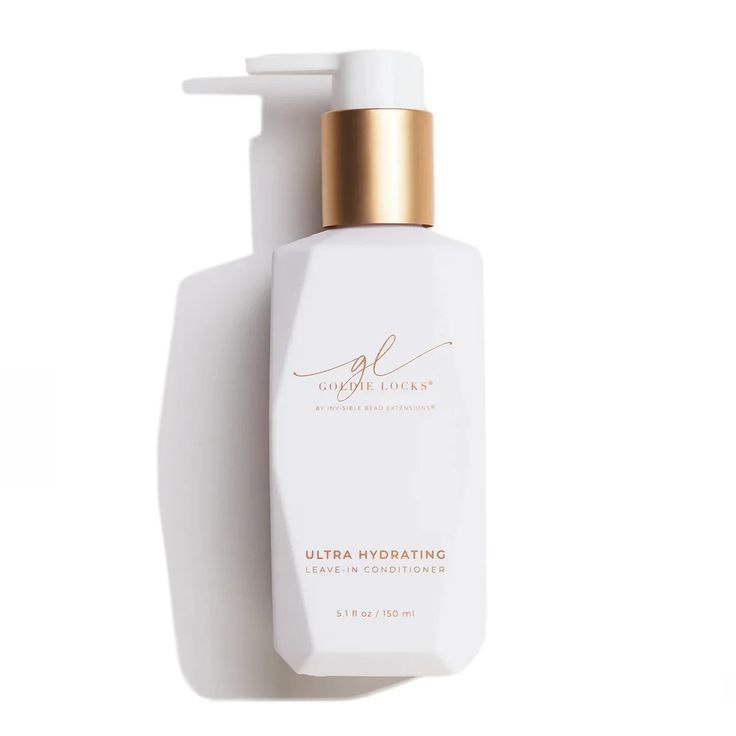 gl
GOLDIE LOCKS®
BY INVISIBLE BEAD EXTENSIONS®
ULTRA HYDRATING
LEAVE-IN CONDITIONER
5.1 fl oz / 150 ml